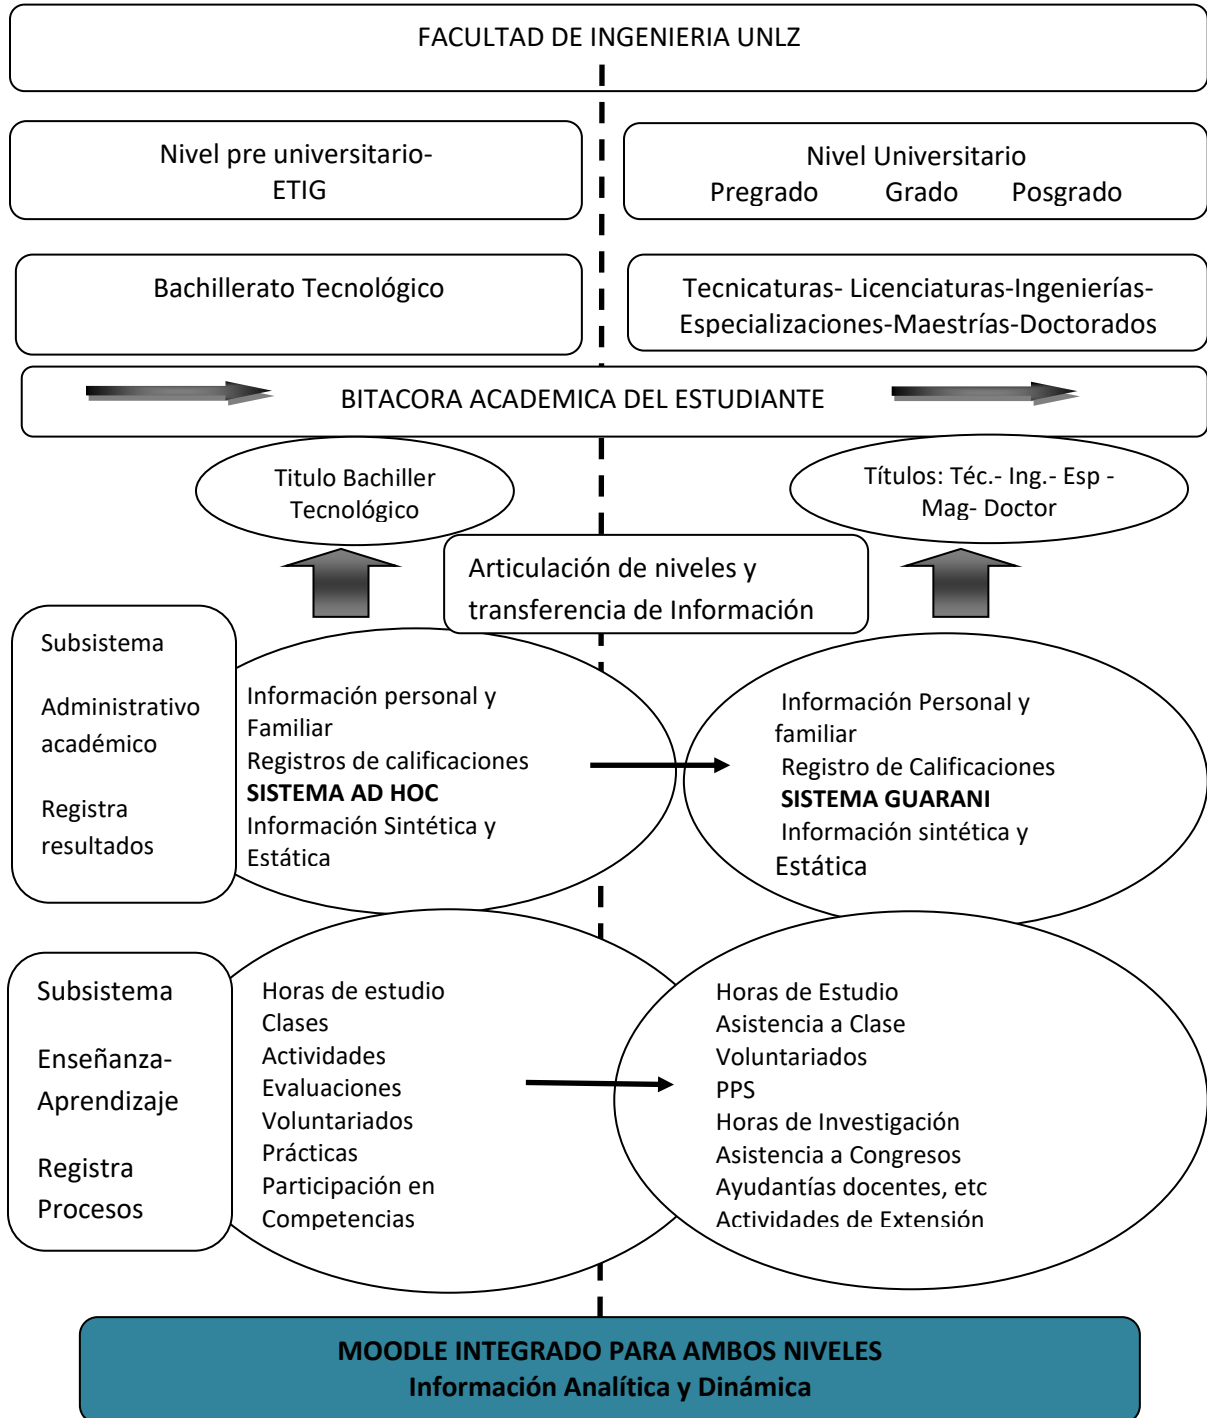 FACULTAD DE INGENIERIA UNLZ
Nivel pre universitario-
ETIG
Nivel Universitario
Pregrado Grado Posgrado
Bachillerato Tecnológico
Tecnicaturas- Licenciaturas-Ingenierías-
Especializaciones-Maestrías-Doctorados
BITACORA ACADEMICA DEL ESTUDIANTE
Titulo Bachiller
Tecnológico
Títulos: Téc.- Ing.- Esp -
Mag- Doctor
Articulación de niveles y
transferencia de Información
Subsistema
Administrativo
académico
Registra
resultados
Información personal y
Familiar
Registros de calificaciones
SISTEMA AD HOC
Información Sintética y
Estática
Información Personal y
familiar
Registro de Calificaciones
SISTEMA GUARANI
Información sintética y
Estática
Subsistema
Enseñanza-
Aprendizaje
Registra
Procesos
Horas de estudio
Clases
Actividades
Evaluaciones
Voluntariados
Prácticas
Participación en
Competencias
Horas de Estudio
Asistencia a Clase
Voluntariados
PPS
Horas de Investigación
Asistencia a Congresos
Ayudantías docentes, etc
Actividades de Extensión
MOODLE INTEGRADO PARA AMBOS NIVELES
Información Analítica y Dinámica